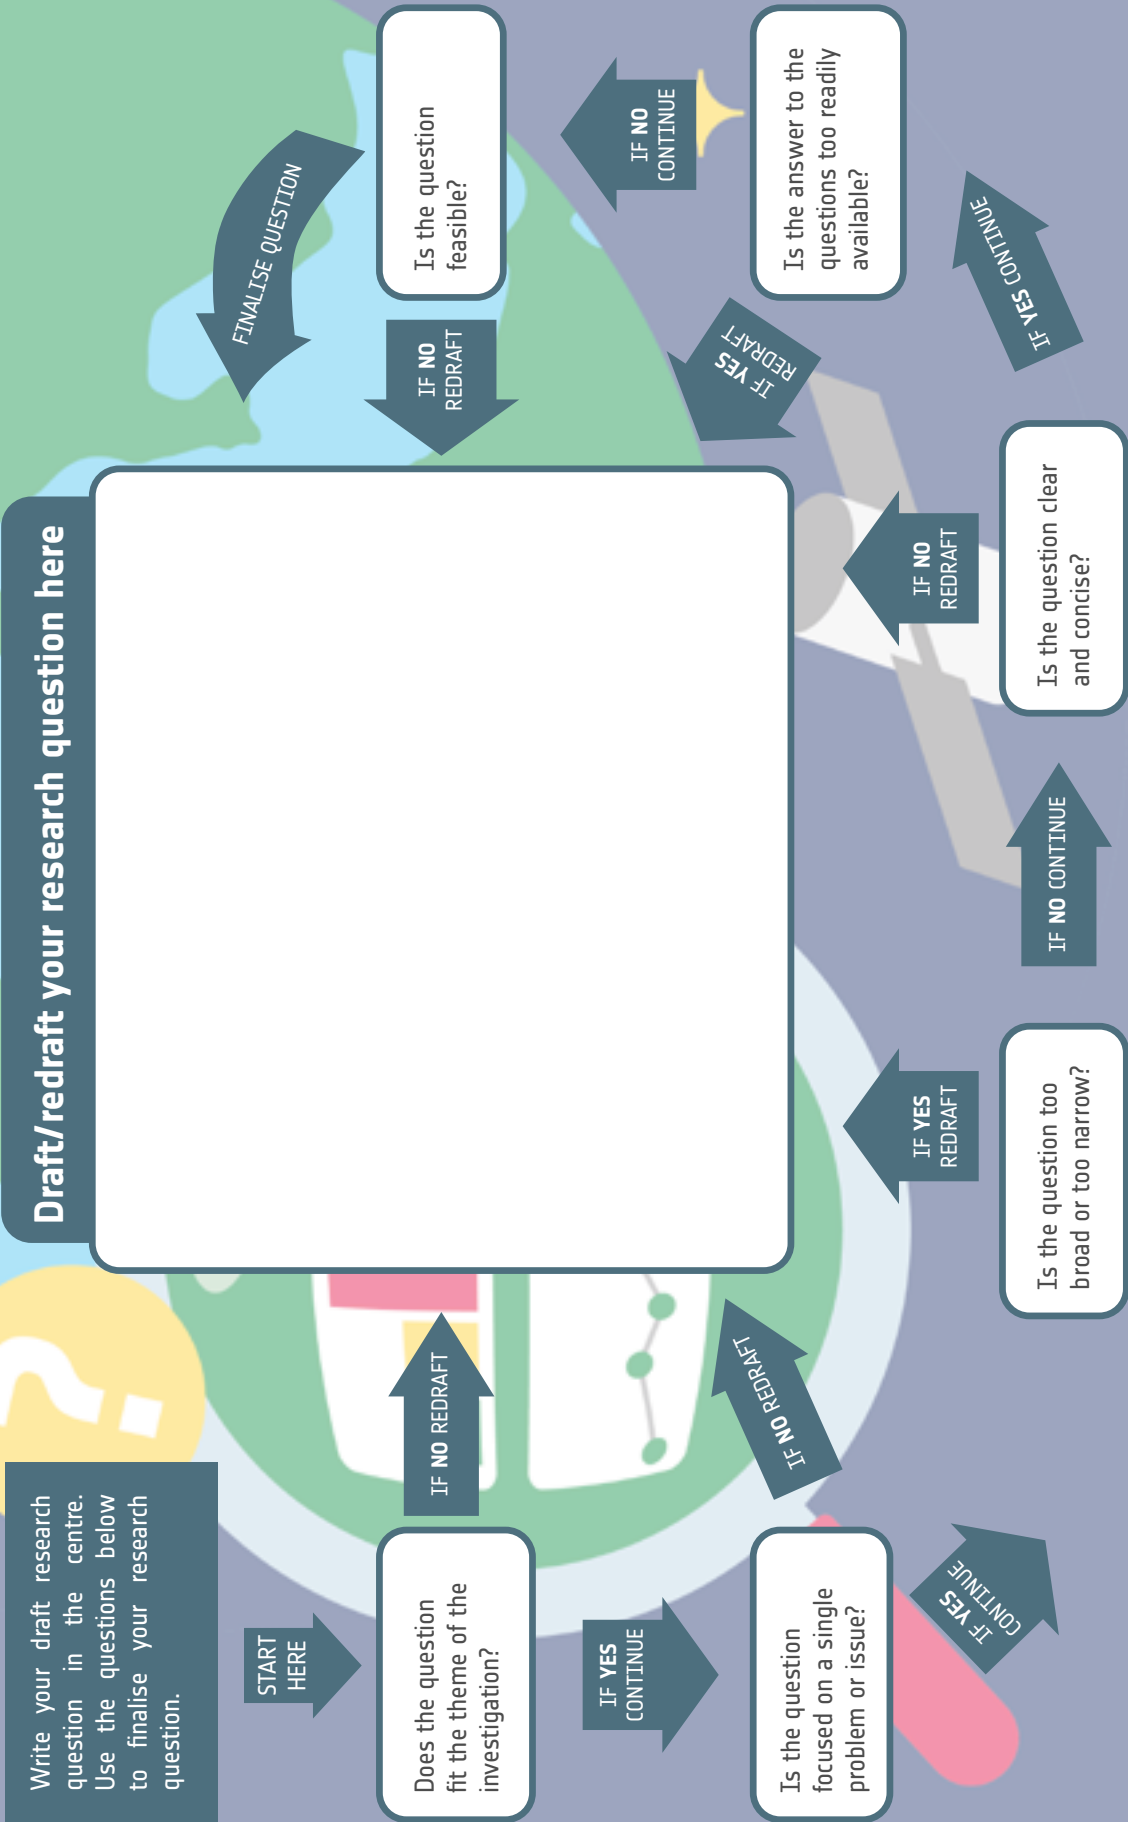 Draft/redraft your research question here
Write your draft research
question in the centre.
Use the questions below
to finalise your research
question.
START
HERE
Does the question
fit the theme of the
investigation?
IF NO REDRAFT
IF YES
CONTINUE
Is the question
focused on a single
problem or issue?
IF NO REDRAFT
IF YES
CONTINUE
Is the question too
broad or too narrow?
IF YES
REDRAFT
IF NO CONTINUE
Is the question clear
and concise?
IF NO
REDRAFT
IF YES CONTINUE
Is the answer to the
questions too readily
available?
IF YES
REDRAFT
IF NO
CONTINUE
Is the question
feasible?
IF NO
REDRAFT
FINALISE QUESTION
?